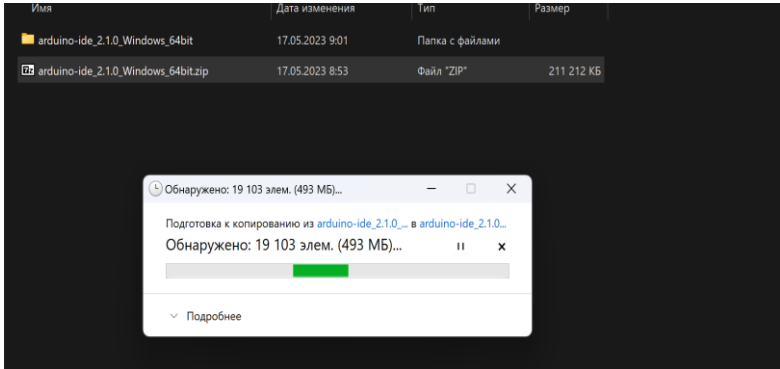 Имя Дата изменения Тип Размер
arduino-ide_2.1.0_Windows_64bit 17.05.2023 9:01 Папка с файлами
arduino-ide_2.1.0_Windows_64bit.zip 17.05.2023 8:53 Файл "ZIP" 211 212 КБ
Обнаружено: 19 103 элем. (493 МБ)...
Подготовка к копированию из arduino-ide_2.1.0_... в arduino-ide_2.1.0...
Обнаружено: 19 103 элем. (493 МБ)...
Подробнее